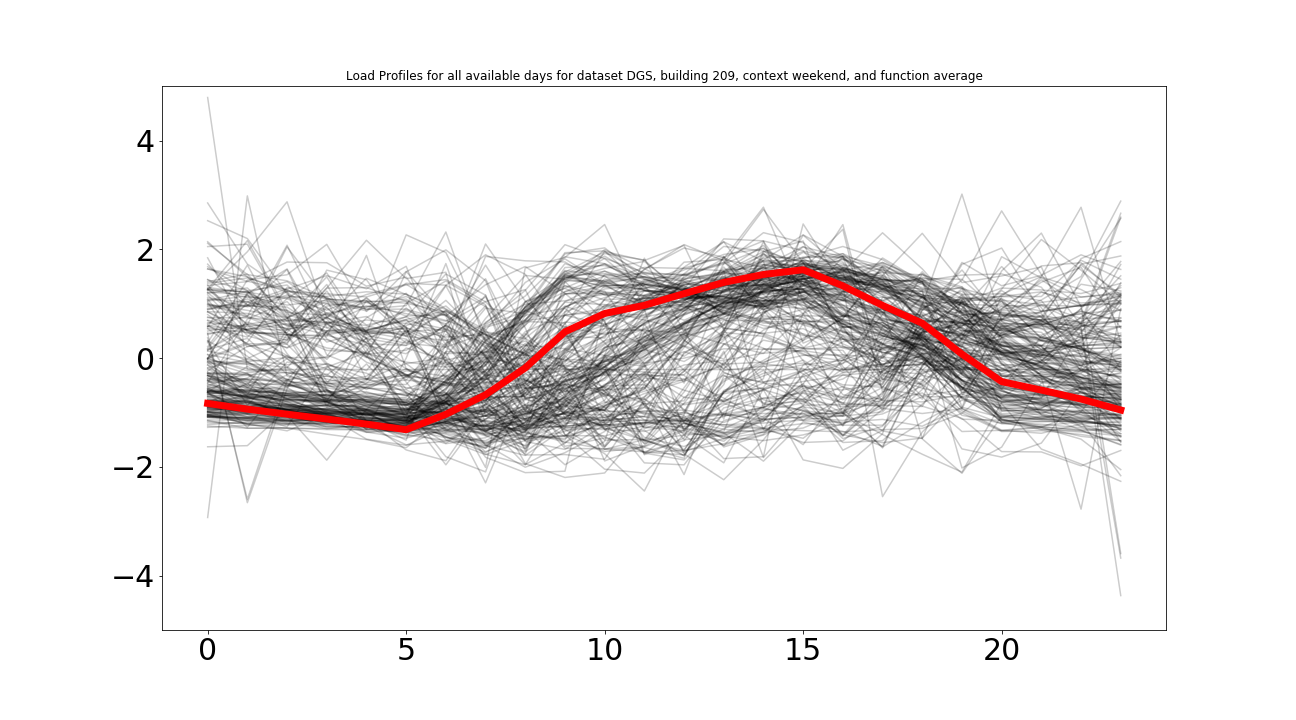 Load Profiles for all available days for dataset DGS, building 209, context weekend, and function average
4
2
0
−2
−4
0 5 10 15 20